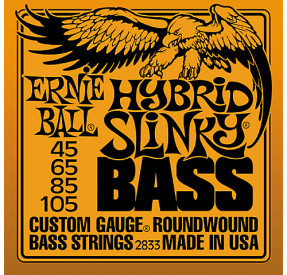 ERNIE BALL®
HYBRID SLINKY®
BASS
45
65
85
105
CUSTOM GAUGE® ROUNDWOUND
BASS STRINGS 2833 MADE IN USA